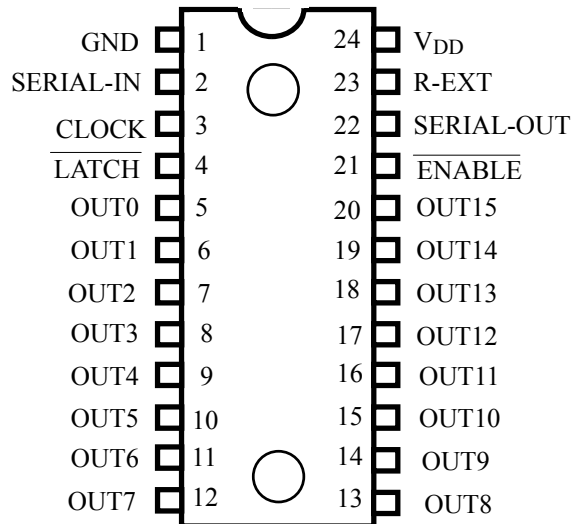 GND 1 24 VDD
SERIAL-IN 2 23 R-EXT
CLOCK 3 22 SERIAL-OUT
LATCH 4 21 ENABLE
OUT0 5 20 OUT15
OUT1 6 19 OUT14
OUT2 7 18 OUT13
OUT3 8 17 OUT12
OUT4 9 16 OUT11
OUT5 10 15 OUT10
OUT6 11 14 OUT9
OUT7 12 13 OUT8